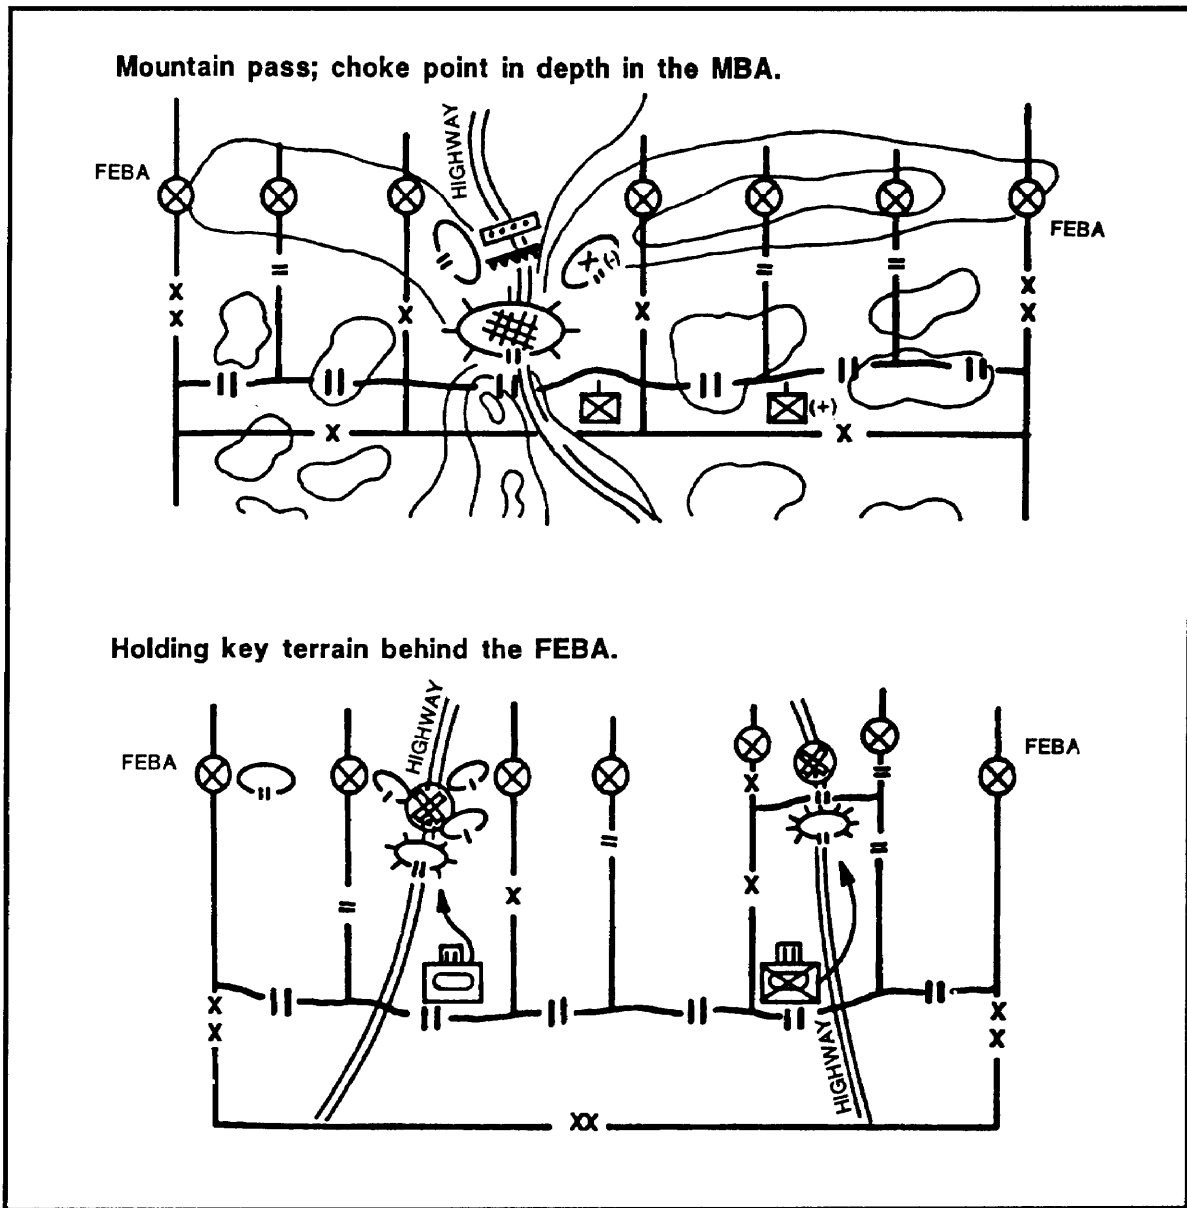 Mountain pass; choke point in depth in the MBA.
HIGHWAY
FEBA
FEBA
X
X
X
X
X
X
(-)
X
X
(+)
X
X
Holding key terrain behind the FEBA.
HIGHWAY
FEBA
FEBA
X
X
X
X
X
X
X
HIGHWAY
XX